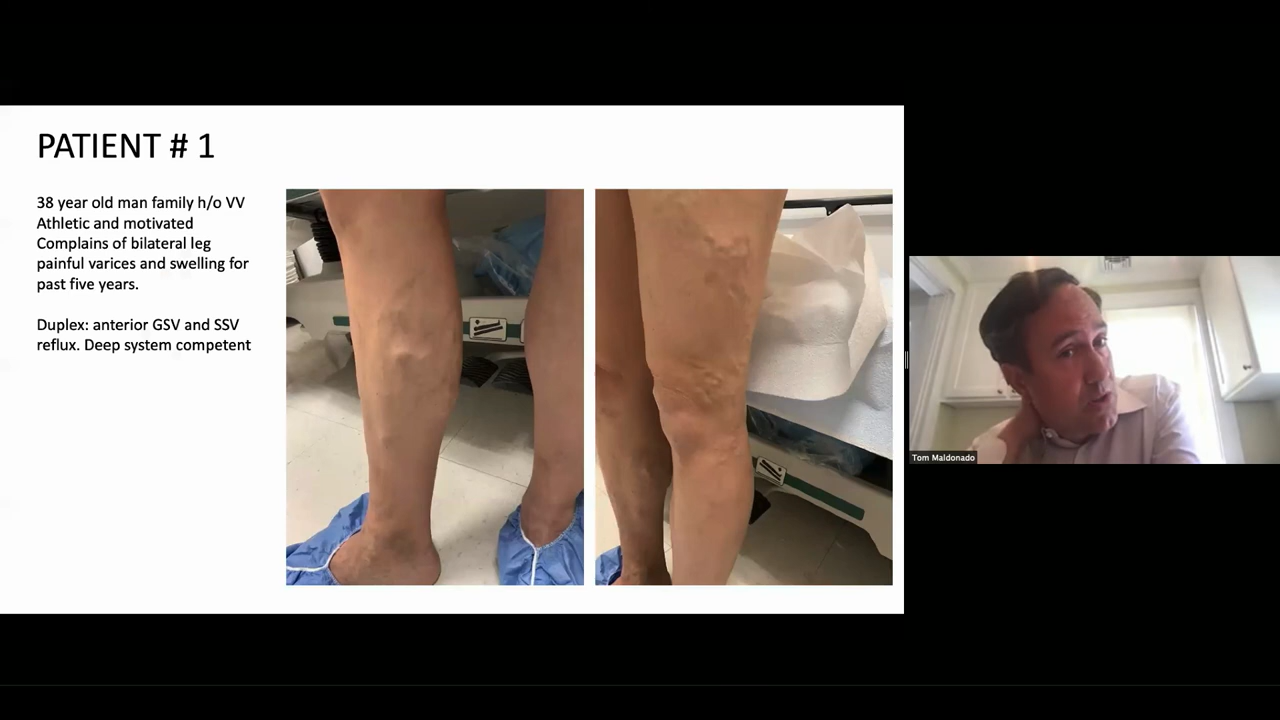 PATIENT # 1
38 year old man family h/o VV
Athletic and motivated
Complains of bilateral leg
painful varices and swelling for
past five years.
Duplex: anterior GSV and SSV
reflux. Deep system competent
Tom Maldonado